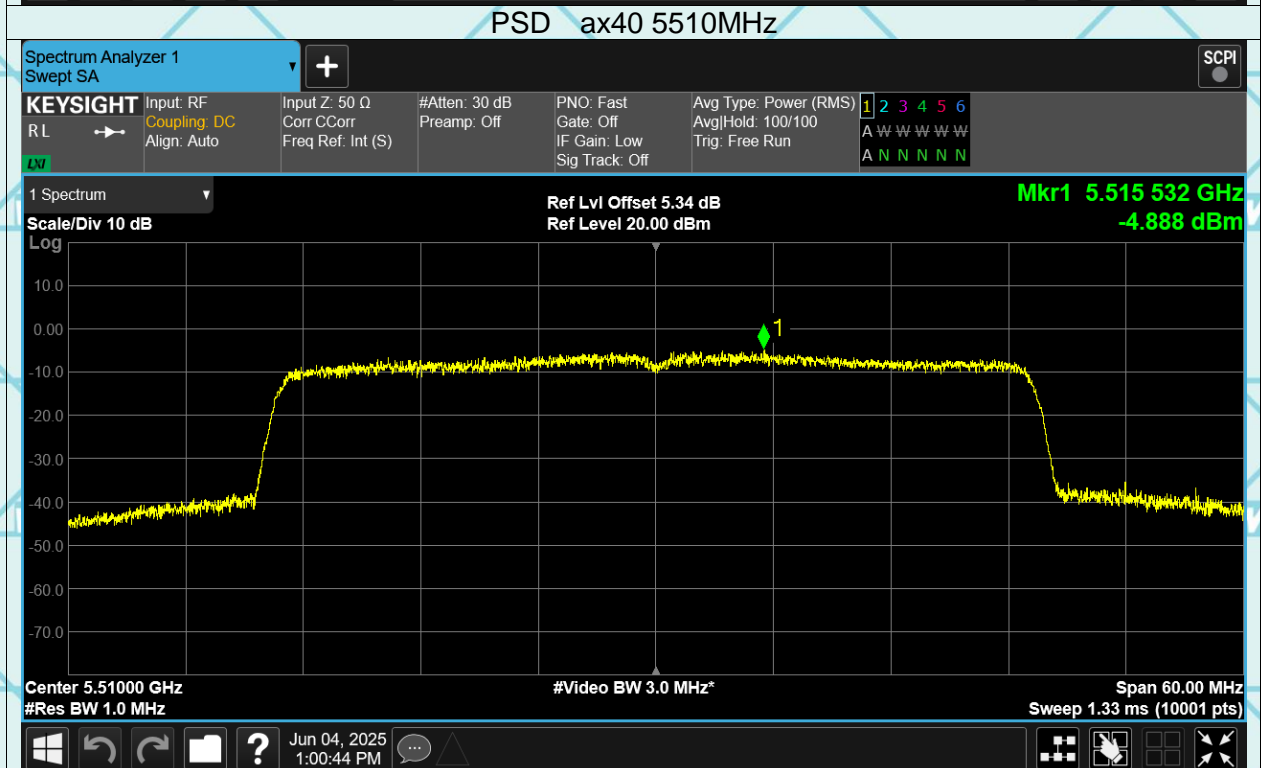 PSD ax40 5510MHz
Spectrum Analyzer 1
Swept SA
SCPI
KEYSIGHT
R L
LXI
Input: RF
Coupling: DC
Align: Auto
Input Z: 50 Ω
Corr CCorr
Freq Ref: Int (S)
#Atten: 30 dB
Preamp: Off
PNO: Fast
Gate: Off
IF Gain: Low
Sig Track: Off
Avg Type: Power (RMS)
Avg|Hold: 100/100
Trig: Free Run
1 2 3 4 5 6
A W W W W W
A N N N N N
1 Spectrum
Scale/Div 10 dB
Log
Ref Lvl Offset 5.34 dB
Ref Level 20.00 dBm
Mkr1 5.515 532 GHz
-4.888 dBm
1
10.0
0.00
-10.0
-20.0
-30.0
-40.0
-50.0
-60.0
-70.0
Center 5.51000 GHz
#Res BW 1.0 MHz
#Video BW 3.0 MHz*
Span 60.00 MHz
Sweep 1.33 ms (10001 pts)
?
Jun 04, 2025
1:00:44 PM